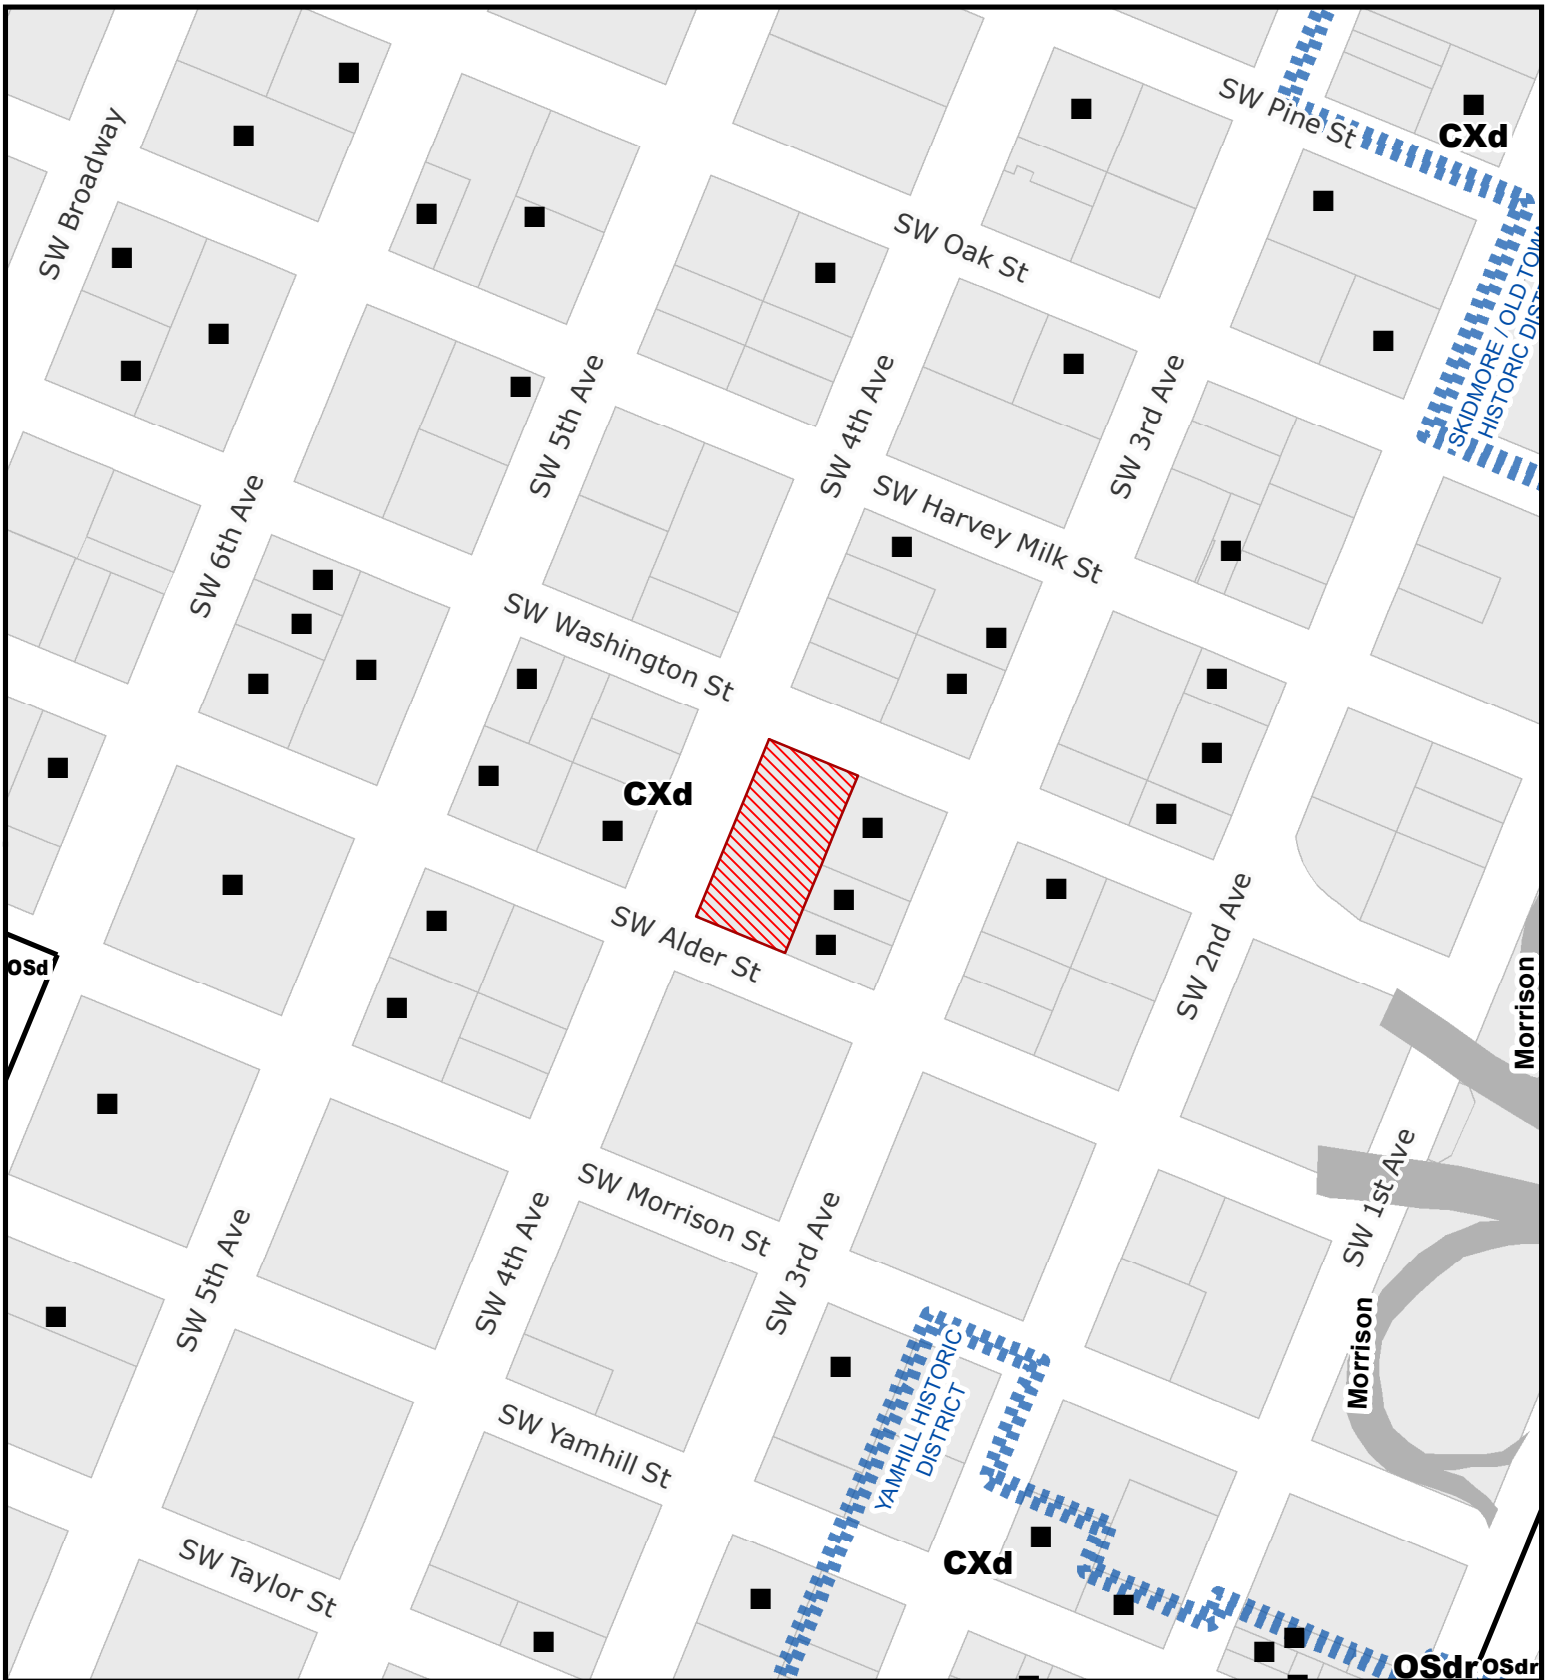 SW Pine St
CXd
SW Broadway
SW Oak St
SKIDMORE / OLD TOWN
HISTORIC
SW 5th Ave
SW 4th Ave
SW 3rd Ave
SW Harvey Milk St
SW 6th Ave
SW Washington St
CXd
SW Alder St
SW 2nd Ave
OSd
Morrison
SW Morrison St
SW 1st Ave
SW 5th Ave
SW 4th Ave
SW 3rd Ave
Morrison
YAMHILL HISTORIC
DISTRICT
SW Yamhill St
SW Taylor St
CXd
OSdr
OSdr